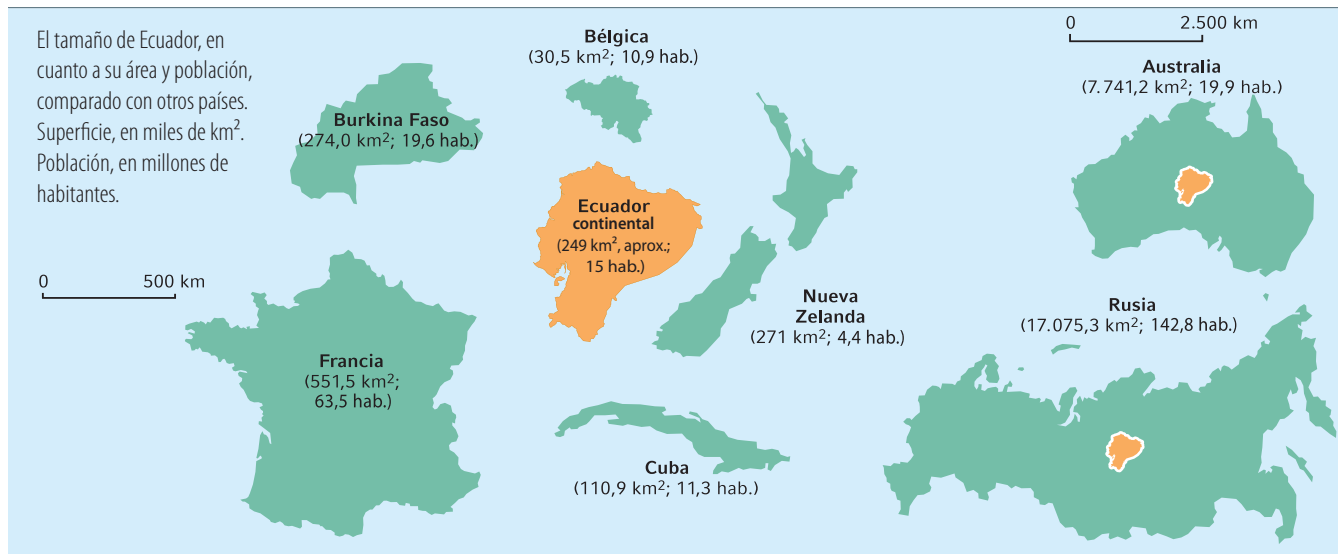 El tamaño de Ecuador, en
cuanto a su área y población,
comparado con otros países.
Superficie, en miles de km².
Población, en millones de
habitantes.
Burkina Faso
(274,0 km²; 19,6 hab.)
Bélgica
(30,5 km²; 10,9 hab.)
0 2.500 km
Australia
(7.741,2 km²; 19,9 hab.)
Ecuador
continental
(249 km², aprox.;
15 hab.)
0 500 km
Nueva
Zelanda
(271 km²; 4,4 hab.)
Rusia
(17.075,3 km²; 142,8 hab.)
Francia
(551,5 km²;
63,5 hab.)
Cuba
(110,9 km²; 11,3 hab.)